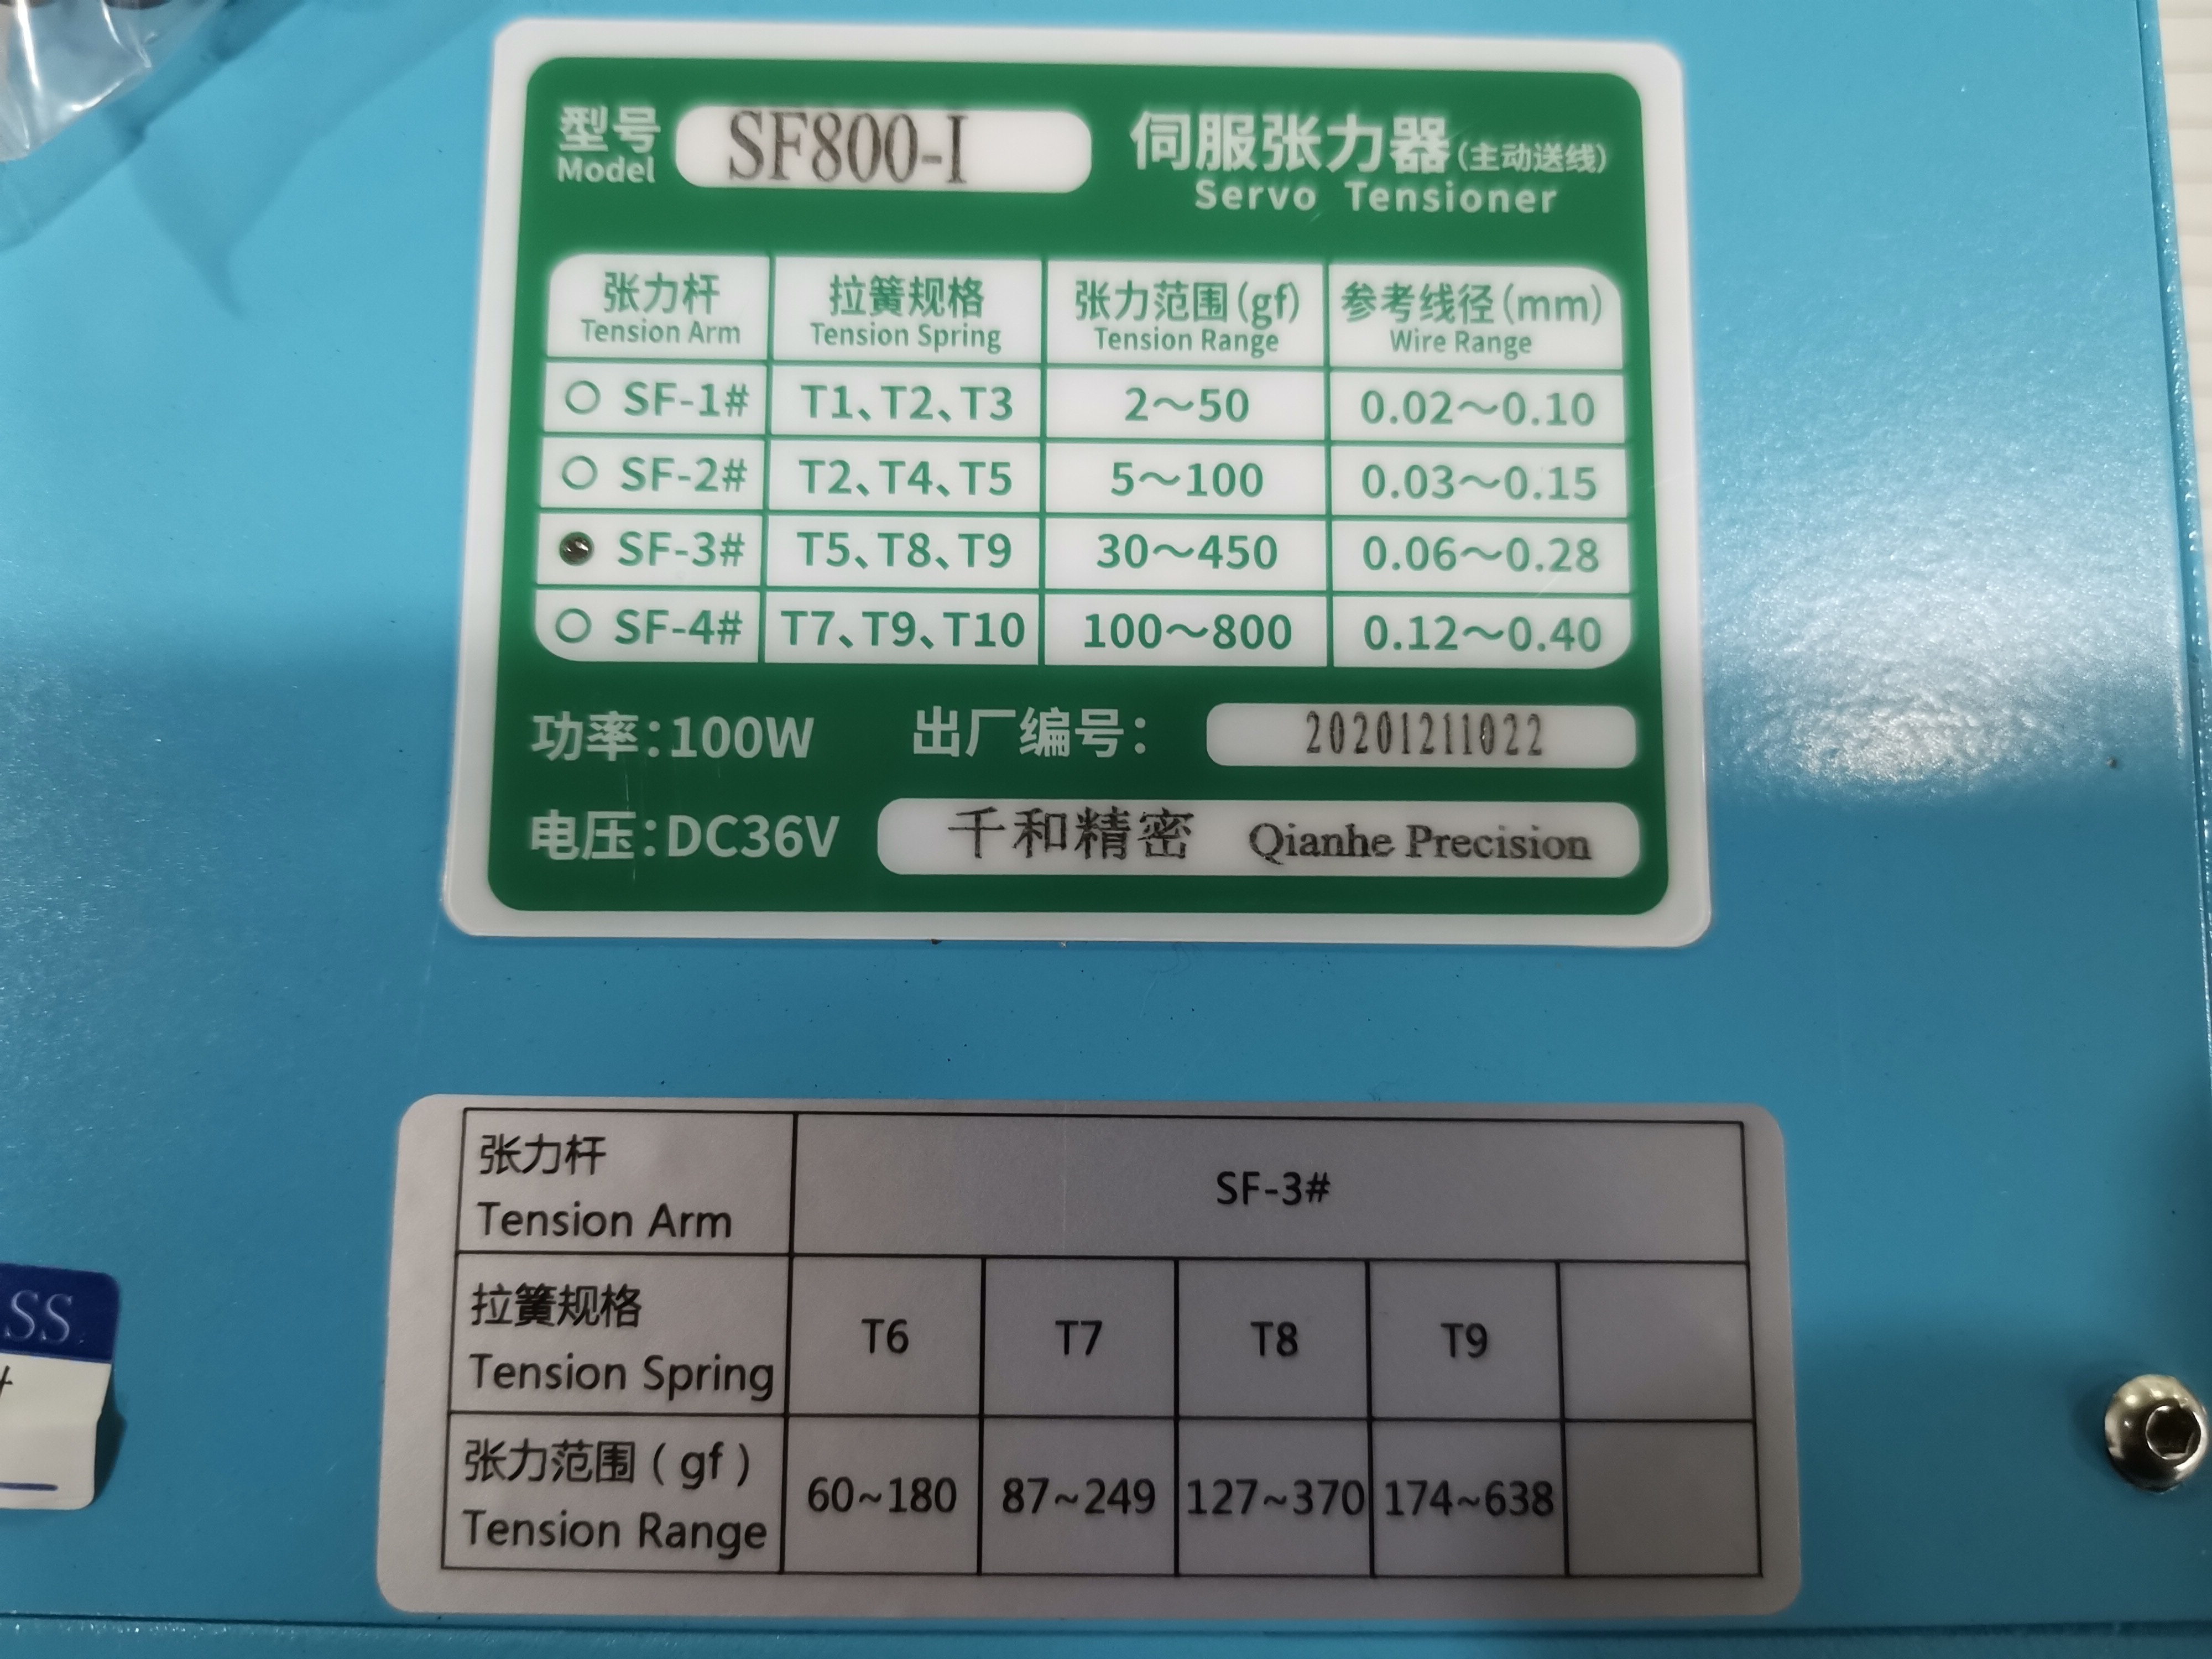 型号 SF800-I 伺服张力器(主动送线)
Model Servo Tensioner
张力杆 拉簧规格 张力范围(gf) 参考线径(mm)
Tension Arm Tension Spring Tension Range Wire Range
SF-1# T1、T2、T3 2～50 0.02～0.10
SF-2# T2、T4、T5 5～100 0.03～0.15
SF-3# T5、T8、T9 30～450 0.06～0.28
SF-4# T7、T9、T10 100～800 0.12～0.40
功率:100W 出厂编号: 20201211022
电压:DC36V 千和精密 Qianhe Precision
张力杆
Tension Arm
SF-3#
拉簧规格
Tension Spring
T6 T7 T8 T9
张力范围(gf)
Tension Range
60~180 87~249 127~370 174~638
SS